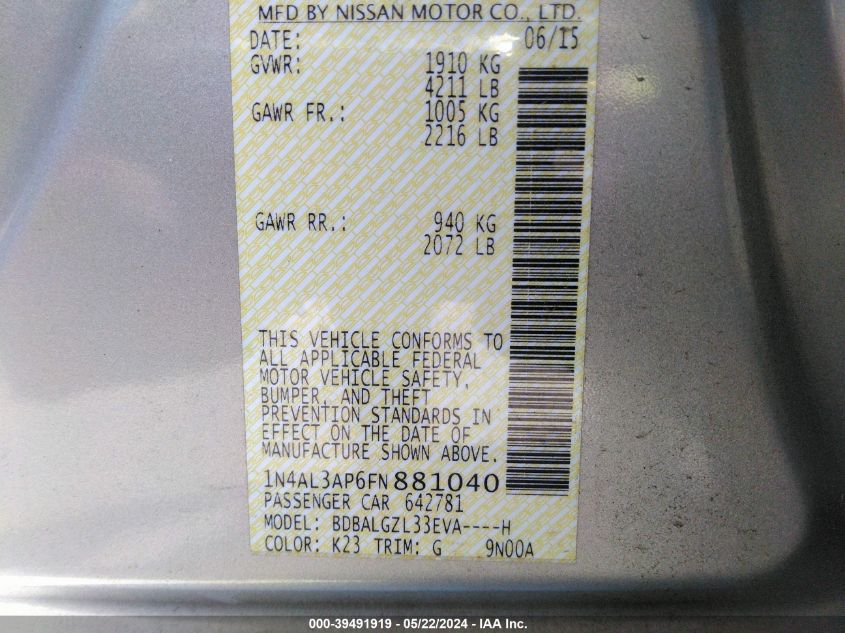 MFD BY NISSAN MOTOR CO., LTD.
DATE: 06/15
GVWR: 1910 KG
4211 LB
GAWR FR.: 1005 KG
2216 LB
GAWR RR.: 940 KG
2072 LB
THIS VEHICLE CONFORMS TO
ALL APPLICABLE FEDERAL
MOTOR VEHICLE SAFETY,
BUMPER, AND THEFT
PREVENTION STANDARDS IN
EFFECT ON THE DATE OF
MANUFACTURE SHOWN ABOVE.
1N4AL3AP6FN881040
PASSENGER CAR 642781
MODEL: BDBALGZL33EVA----H
COLOR: K23 TRIM: G 9N00A
000-39491919 - 05/22/2024 - IAA Inc.